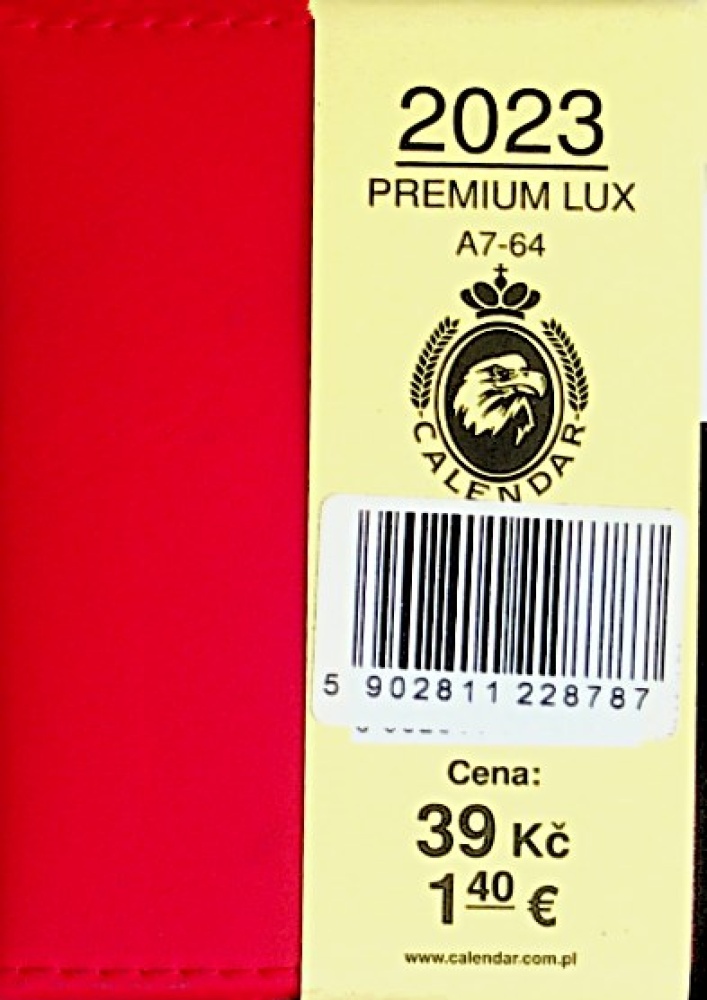 2023
PREMIUM LUX
A7-64
CALENDAR
5 902811 228787
Cena:
39 Kč
1 40 €
www.calendar.com.pl